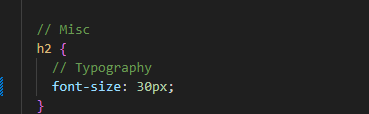 // Misc
h2 {
// Typography
font-size: 30px;
}